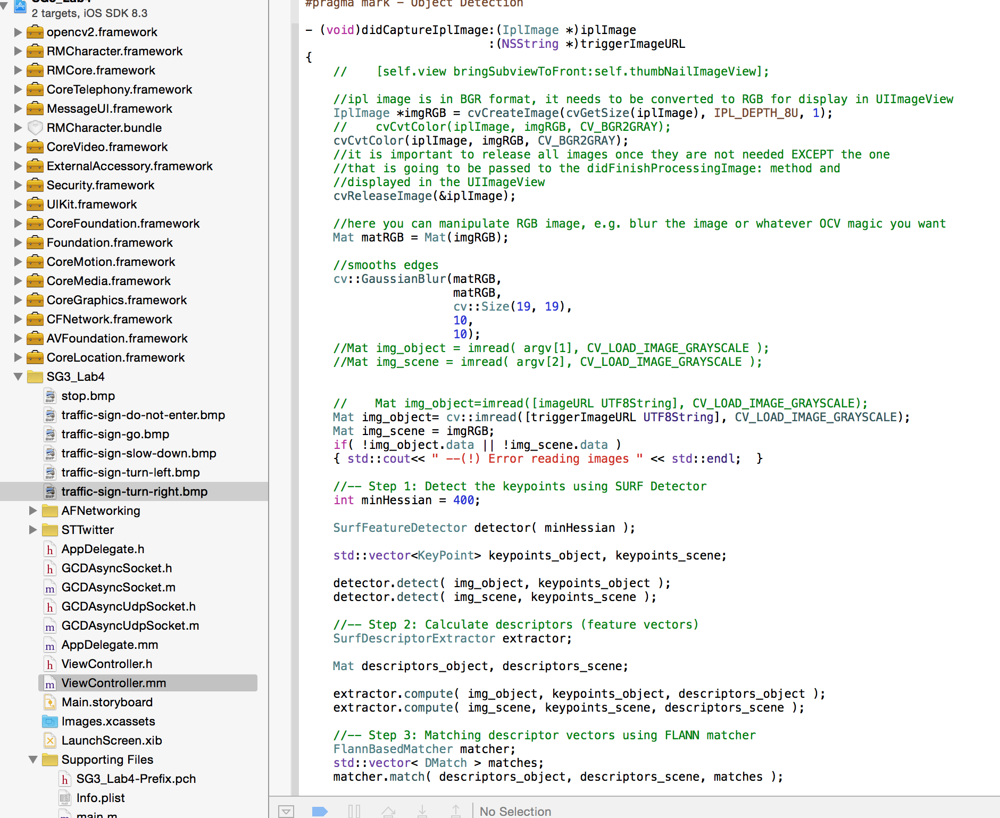 SG3_Lab4
2 targets, iOS SDK 8.3
opencv2.framework
RMCharacter.framework
RMCore.framework
CoreTelephony.framework
MessageUI.framework
RMCharacter.bundle
CoreVideo.framework
ExternalAccessory.framework
Security.framework
UIKit.framework
CoreFoundation.framework
Foundation.framework
CoreMotion.framework
CoreMedia.framework
CoreGraphics.framework
CFNetwork.framework
AVFoundation.framework
CoreLocation.framework
SG3_Lab4
stop.bmp
traffic-sign-do-not-enter.bmp
traffic-sign-go.bmp
traffic-sign-slow-down.bmp
traffic-sign-turn-left.bmp
traffic-sign-turn-right.bmp
AFNetworking
STTwitter
AppDelegate.h
GCDAsyncSocket.h
GCDAsyncSocket.m
GCDAsyncUdpSocket.h
GCDAsyncUdpSocket.m
AppDelegate.mm
ViewController.h
ViewController.mm
Main.storyboard
Images.xcassets
LaunchScreen.xib
Supporting Files
SG3_Lab4-Prefix.pch
Info.plist
main.m
#pragma mark - Object Detection
- (void)didCaptureIplImage:(IplImage *)iplImage
:(NSString *)triggerImageURL
{
//    [self.view bringSubviewToFront:self.thumbNailImageView];
//ipl image is in BGR format, it needs to be converted to RGB for display in UIImageView
IplImage *imgRGB = cvCreateImage(cvGetSize(iplImage), IPL_DEPTH_8U, 1);
//    cvCvtColor(iplImage, imgRGB, CV_BGR2GRAY);
cvCvtColor(iplImage, imgRGB, CV_BGR2GRAY);
//it is important to release all images once they are not needed EXCEPT the one
//that is going to be passed to the didFinishProcessingImage: method and
//displayed in the UIImageView
cvReleaseImage(&iplImage);
//here you can manipulate RGB image, e.g. blur the image or whatever OCV magic you want
Mat matRGB = Mat(imgRGB);
//smooths edges
cv::GaussianBlur(matRGB,
matRGB,
cv::Size(19, 19),
10,
10);
//Mat img_object = imread( argv[1], CV_LOAD_IMAGE_GRAYSCALE );
//Mat img_scene = imread( argv[2], CV_LOAD_IMAGE_GRAYSCALE );
//    Mat img_object=imread([imageURL UTF8String], CV_LOAD_IMAGE_GRAYSCALE);
Mat img_object= cv::imread([triggerImageURL UTF8String], CV_LOAD_IMAGE_GRAYSCALE);
Mat img_scene = imgRGB;
if( !img_object.data || !img_scene.data )
{ std::cout<< " --(!) Error reading images " << std::endl;  }
//-- Step 1: Detect the keypoints using SURF Detector
int minHessian = 400;
SurfFeatureDetector detector( minHessian );
std::vector<KeyPoint> keypoints_object, keypoints_scene;
detector.detect( img_object, keypoints_object );
detector.detect( img_scene, keypoints_scene );
//-- Step 2: Calculate descriptors (feature vectors)
SurfDescriptorExtractor extractor;
Mat descriptors_object, descriptors_scene;
extractor.compute( img_object, keypoints_object, descriptors_object );
extractor.compute( img_scene, keypoints_scene, descriptors_scene );
//-- Step 3: Matching descriptor vectors using FLANN matcher
FlannBasedMatcher matcher;
std::vector< DMatch > matches;
matcher.match( descriptors_object, descriptors_scene, matches );
No Selection